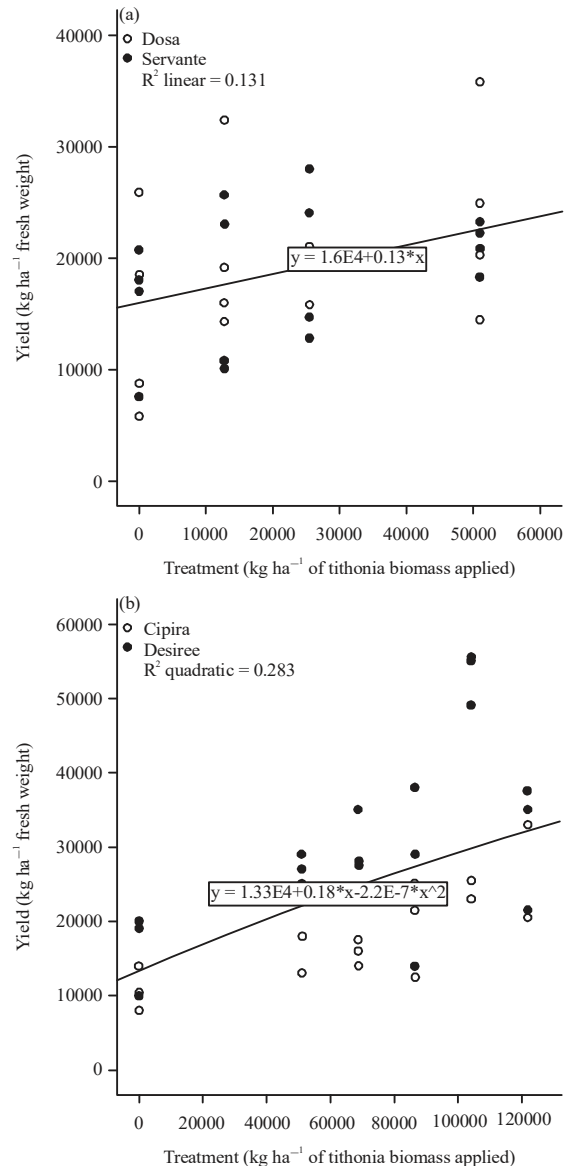 (a)
Dosa
Servante
R² linear = 0.131
40000
30000
20000
10000
0
Yield (kg ha⁻¹ fresh weight)
y = 1.6E4+0.13*x
0 10000 20000 30000 40000 50000 60000
Treatment (kg ha⁻¹ of tithonia biomass applied)
(b)
Cipira
Desiree
R² quadratic = 0.283
60000
50000
40000
30000
20000
10000
0
Yield (kg ha⁻¹ fresh weight)
y = 1.33E4+0.18*x-2.2E-7*x^2
0 20000 40000 60000 80000 100000 120000
Treatment (kg ha⁻¹ of tithonia biomass applied)